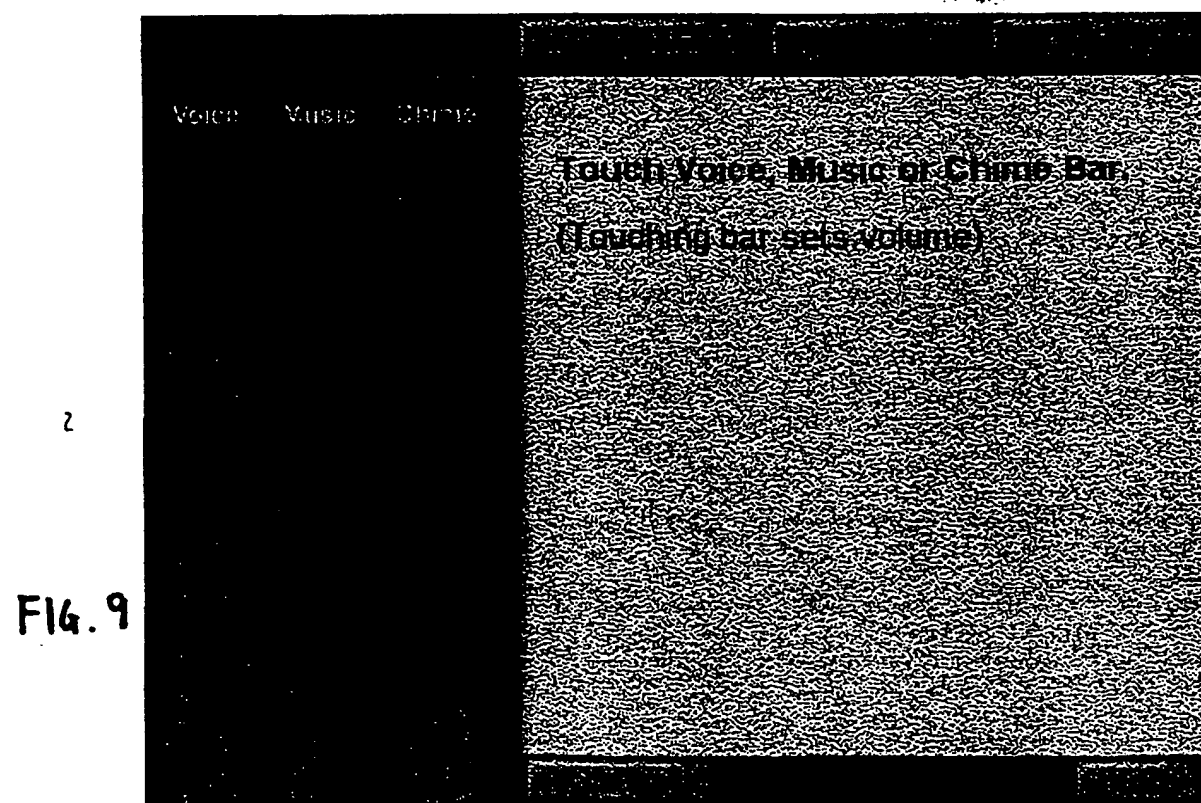 Voice Music Chime
Touch Voice, Music or Chime Bar.
(Touching bar sets volume)
FIG. 9